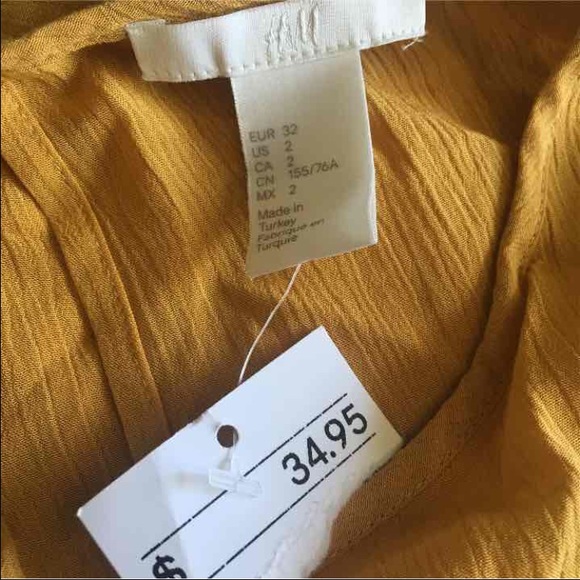 H&M
EUR 32
US 2
CA 2
CN 155/76A
MX 2
Made in
Turkey
Fabriqué en
Turquie
34.95
$